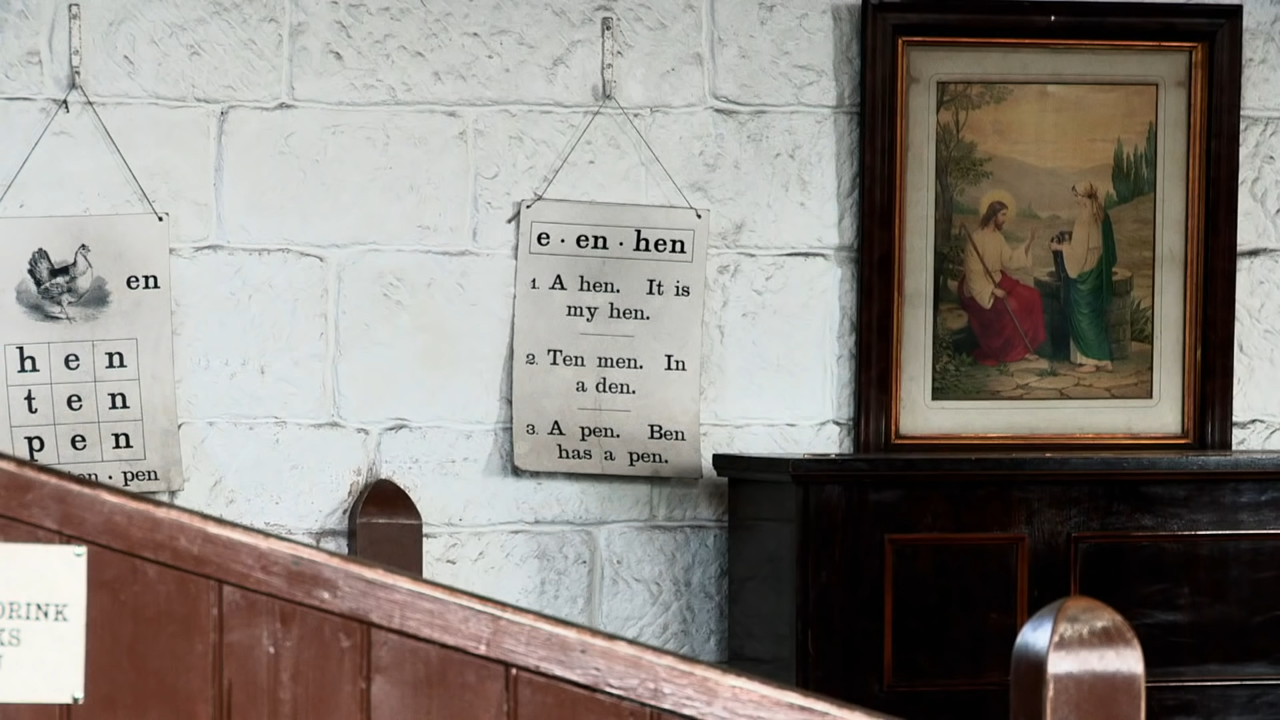 en
h e n
t e n
p e n
en · pen
e · en · hen
1. A hen. It is
my hen.
2. Ten men. In
a den.
3. A pen. Ben
has a pen.
DRINK